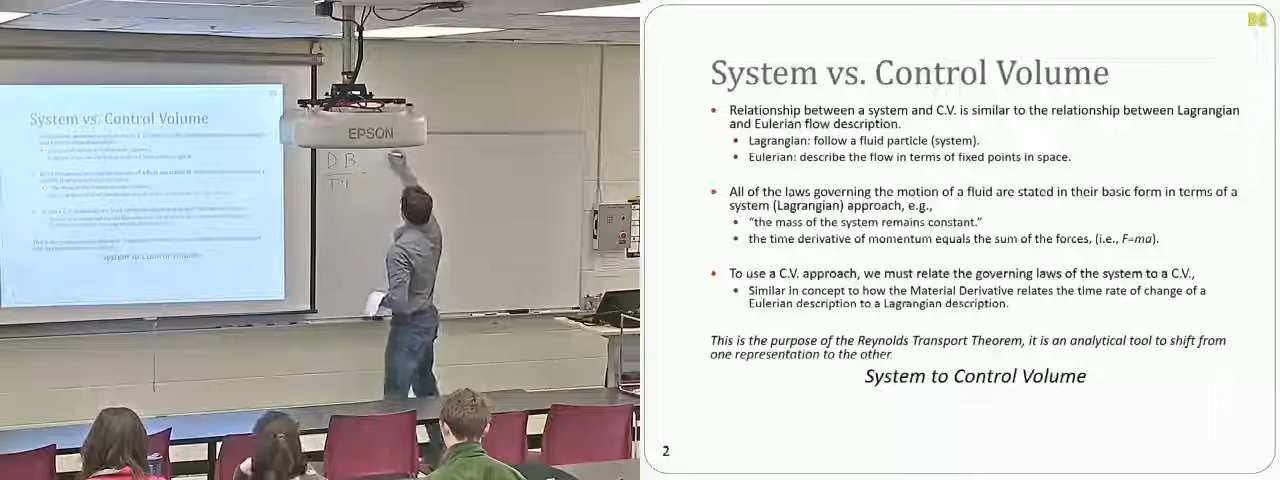 System vs. Control Volume
EPSON
D B
System to Control Volume
System vs. Control Volume
• Relationship between a system and C.V. is similar to the relationship between Lagrangian
and Eulerian flow description.
• Lagrangian: follow a fluid particle (system).
• Eulerian: describe the flow in terms of fixed points in space.
• All of the laws governing the motion of a fluid are stated in their basic form in terms of a
system (Lagrangian) approach, e.g.,
• “the mass of the system remains constant.”
• the time derivative of momentum equals the sum of the forces, (i.e., F=ma).
• To use a C.V. approach, we must relate the governing laws of the system to a C.V.,
• Similar in concept to how the Material Derivative relates the time rate of change of a
Eulerian description to a Lagrangian description.
This is the purpose of the Reynolds Transport Theorem, it is an analytical tool to shift from
one representation to the other.
System to Control Volume
2